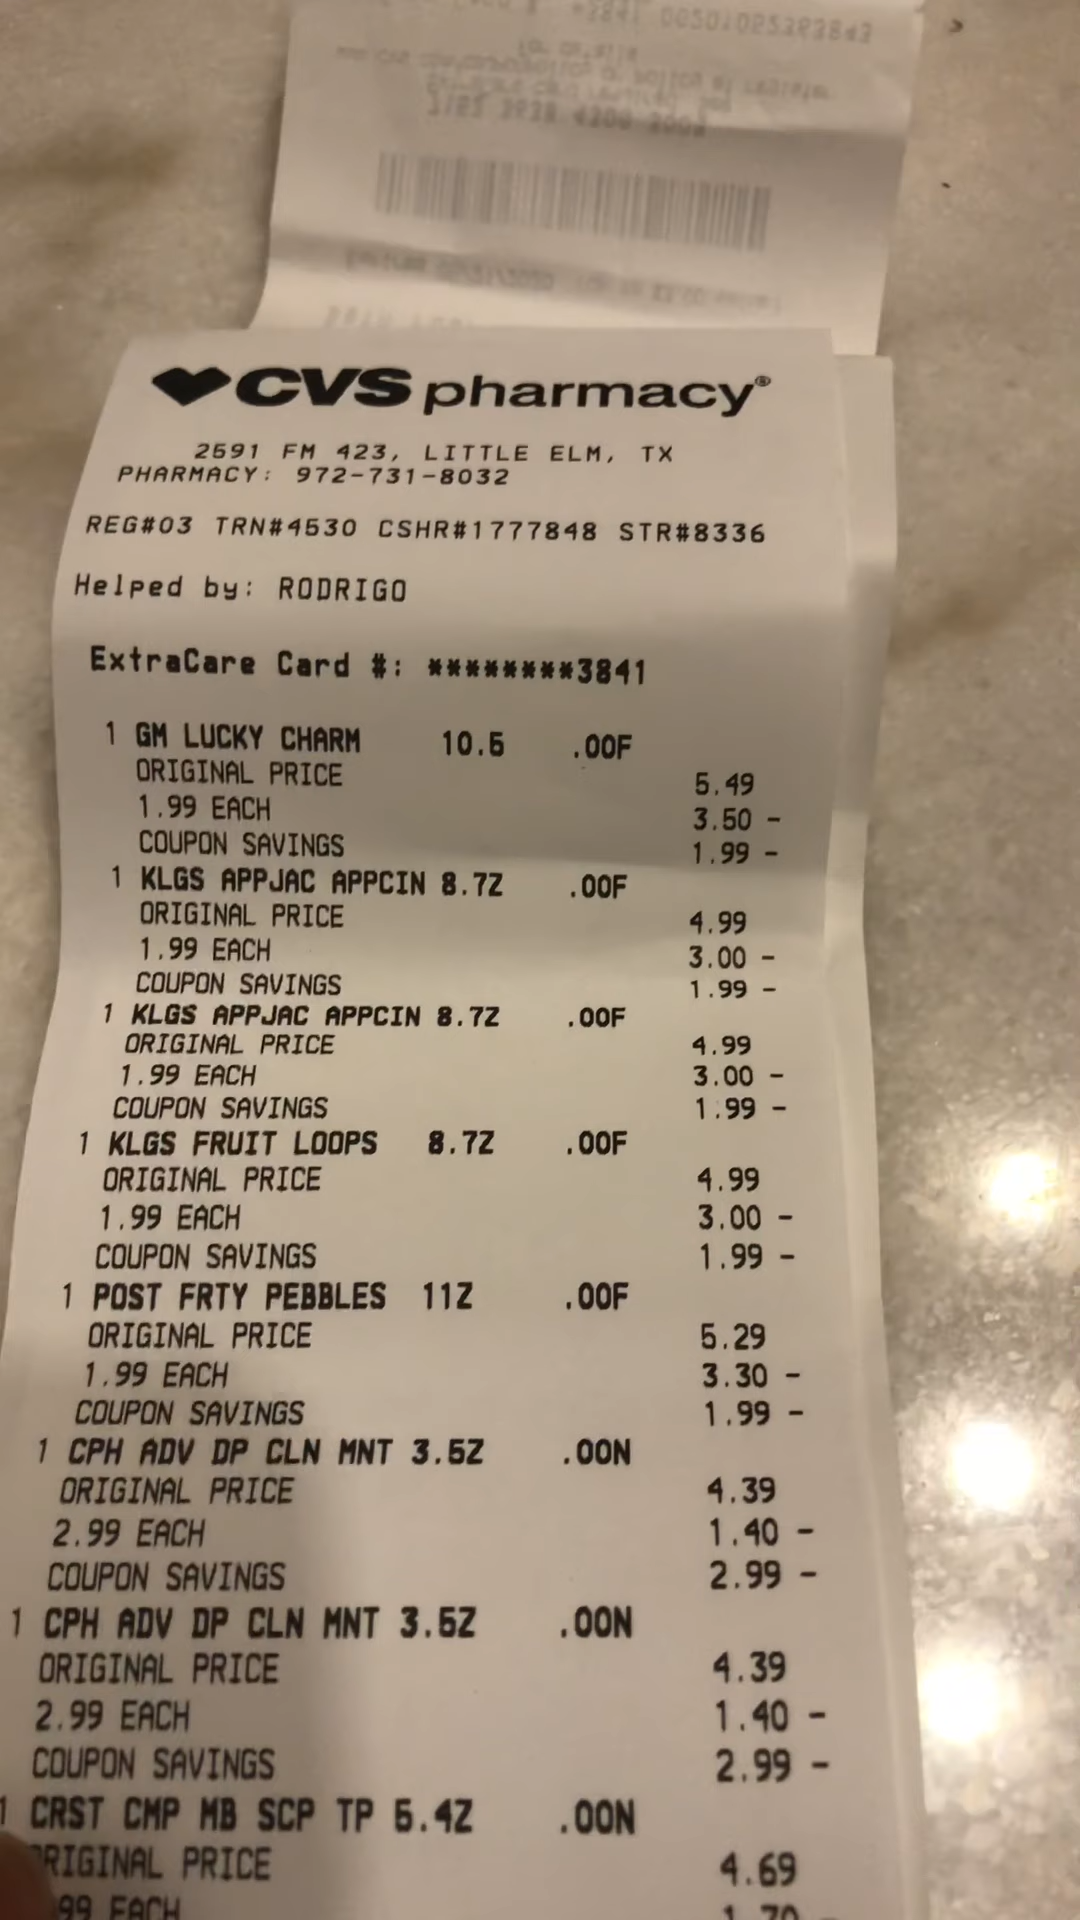 CVS pharmacy®
2591 FM 423, LITTLE ELM, TX
PHARMACY: 972-731-8032
REG#03 TRN#4530 CSHR#1777848 STR#8336
Helped by: RODRIGO
ExtraCare Card #: ********3841
1 GM LUCKY CHARM 10.5 .00F
ORIGINAL PRICE 5.49
1.99 EACH 3.50 -
COUPON SAVINGS 1.99 -
1 KLGS APPJAC APPCIN 8.7Z .00F
ORIGINAL PRICE 4.99
1.99 EACH 3.00 -
COUPON SAVINGS 1.99 -
1 KLGS APPJAC APPCIN 8.7Z .00F
ORIGINAL PRICE 4.99
1.99 EACH 3.00 -
COUPON SAVINGS 1.99 -
1 KLGS FRUIT LOOPS 8.7Z .00F
ORIGINAL PRICE 4.99
1.99 EACH 3.00 -
COUPON SAVINGS 1.99 -
1 POST FRTY PEBBLES 11Z .00F
ORIGINAL PRICE 5.29
1.99 EACH 3.30 -
COUPON SAVINGS 1.99 -
1 CPH ADV DP CLN MNT 3.5Z .00N
ORIGINAL PRICE 4.39
2.99 EACH 1.40 -
COUPON SAVINGS 2.99 -
1 CPH ADV DP CLN MNT 3.5Z .00N
ORIGINAL PRICE 4.39
2.99 EACH 1.40 -
COUPON SAVINGS 2.99 -
1 CRST CMP MB SCP TP 5.4Z .00N
RIGINAL PRICE 4.69
99 EACH 1.70